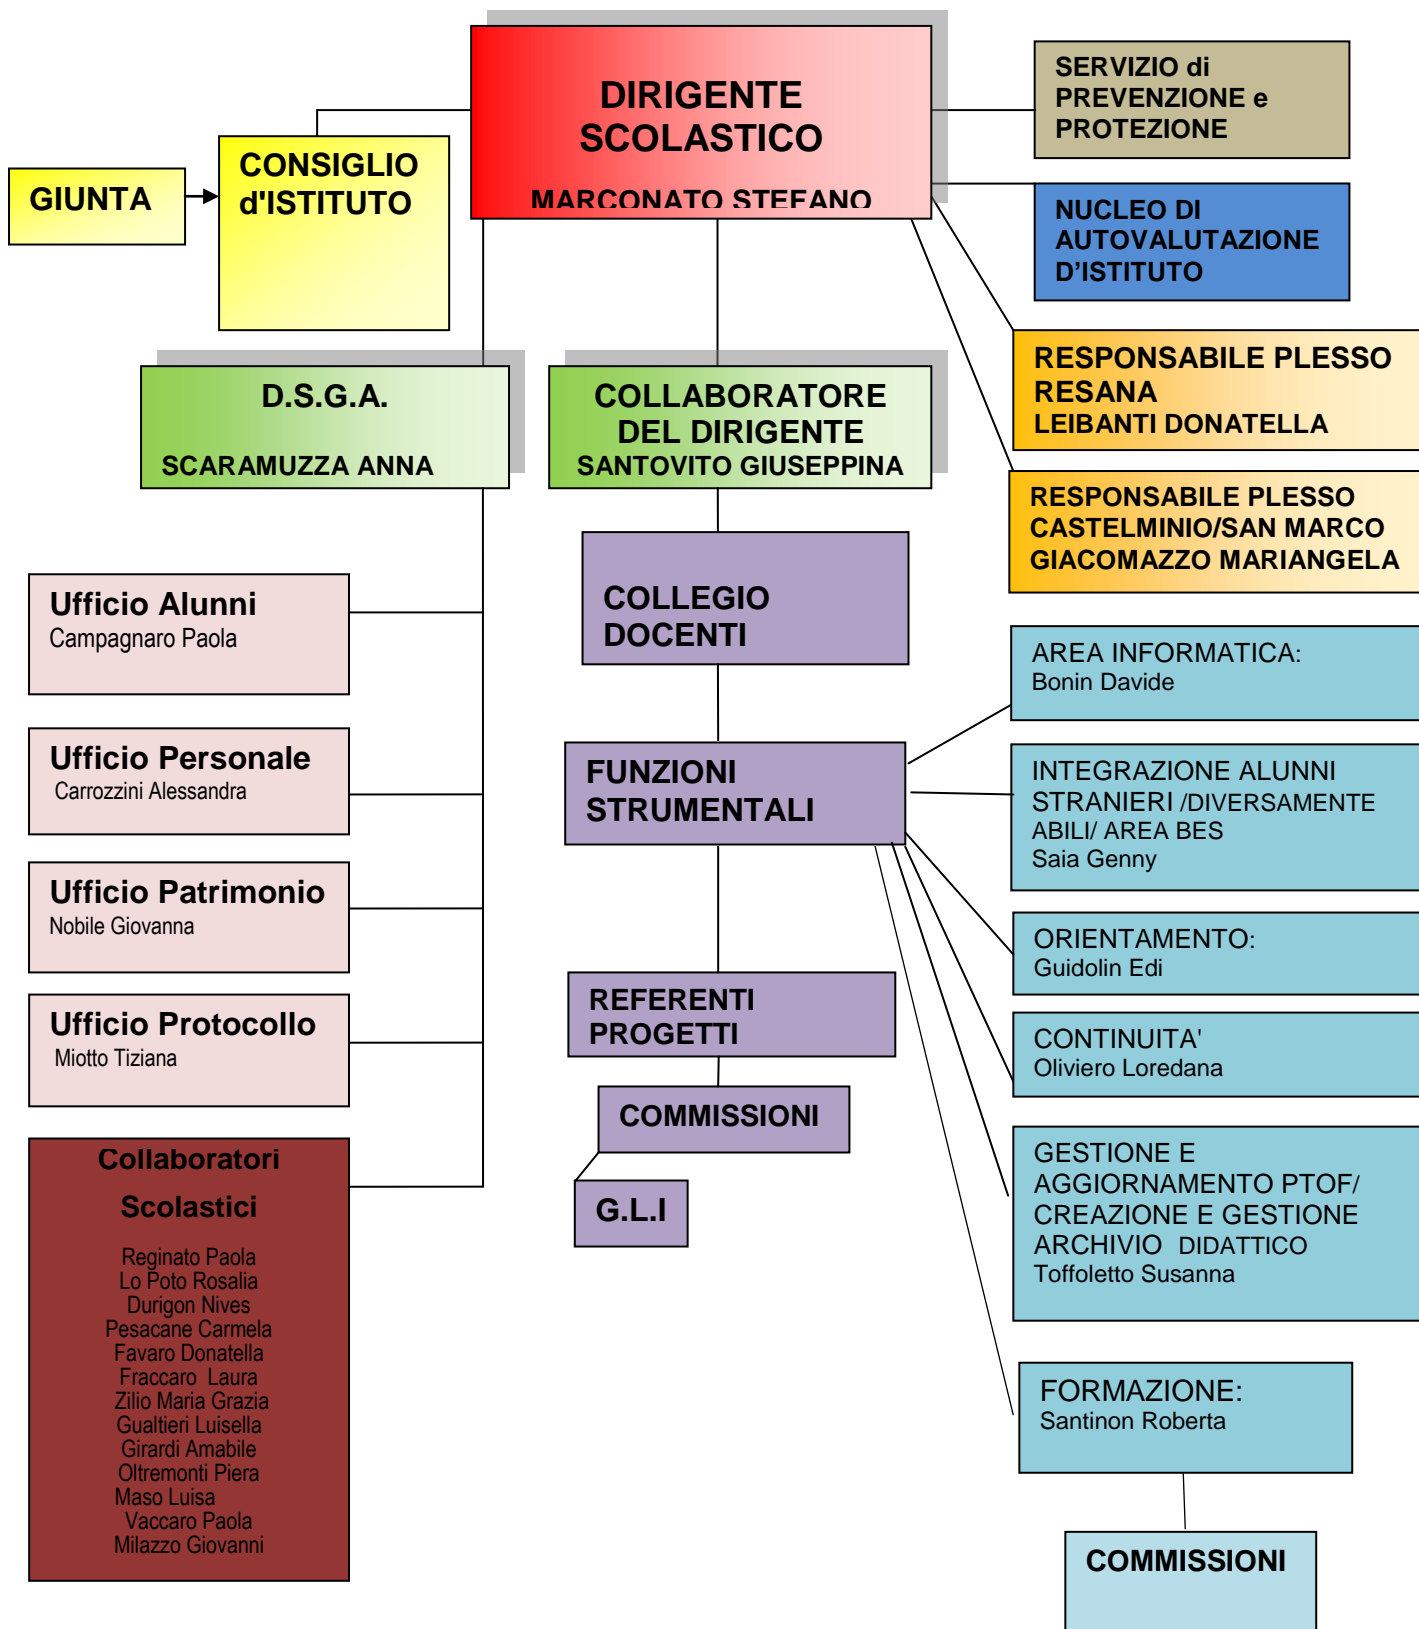 DIRIGENTE
SCOLASTICO
MARCONATO STEFANO
SERVIZIO di
PREVENZIONE e
PROTEZIONE
GIUNTA
CONSIGLIO
d'ISTITUTO
NUCLEO DI
AUTOVALUTAZIONE
D’ISTITUTO
RESPONSABILE PLESSO
RESANA
LEIBANTI DONATELLA
D.S.G.A.
SCARAMUZZA ANNA
COLLABORATORE
DEL DIRIGENTE
SANTOVITO GIUSEPPINA
RESPONSABILE PLESSO
CASTELMINIO/SAN MARCO
GIACOMAZZO MARIANGELA
Ufficio Alunni
Campagnaro Paola
COLLEGIO
DOCENTI
AREA INFORMATICA:
Bonin Davide
Ufficio Personale
Carrozzini Alessandra
FUNZIONI
STRUMENTALI
INTEGRAZIONE ALUNNI
STRANIERI /DIVERSAMENTE
ABILI/ AREA BES
Saia Genny
Ufficio Patrimonio
Nobile Giovanna
ORIENTAMENTO:
Guidolin Edi
Ufficio Protocollo
Miotto Tiziana
REFERENTI
PROGETTI
CONTINUITA'
Oliviero Loredana
COMMISSIONI
G.L.I
GESTIONE E
AGGIORNAMENTO PTOF/
CREAZIONE E GESTIONE
ARCHIVIO DIDATTICO
Toffoletto Susanna
Collaboratori
Scolastici
Reginato Paola
Lo Poto Rosalia
Durigon Nives
Pesacane Carmela
Favaro Donatella
Fraccaro Laura
Zilio Maria Grazia
Gualtieri Luisella
Girardi Amabile
Oltremonti Piera
Maso Luisa
Vaccaro Paola
Milazzo Giovanni
FORMAZIONE:
Santinon Roberta
COMMISSIONI